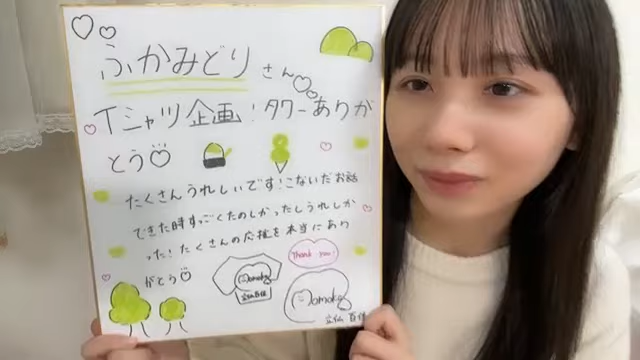 ふかみどりさん
Tシャツ企画！タワーありが
とう
たくさんうれしいです！こないだお話
できた時すっごくたのしかったしうれしか
った！たくさんの応援を本当にあり
がとう
Thank you!
Momoka
Momoka